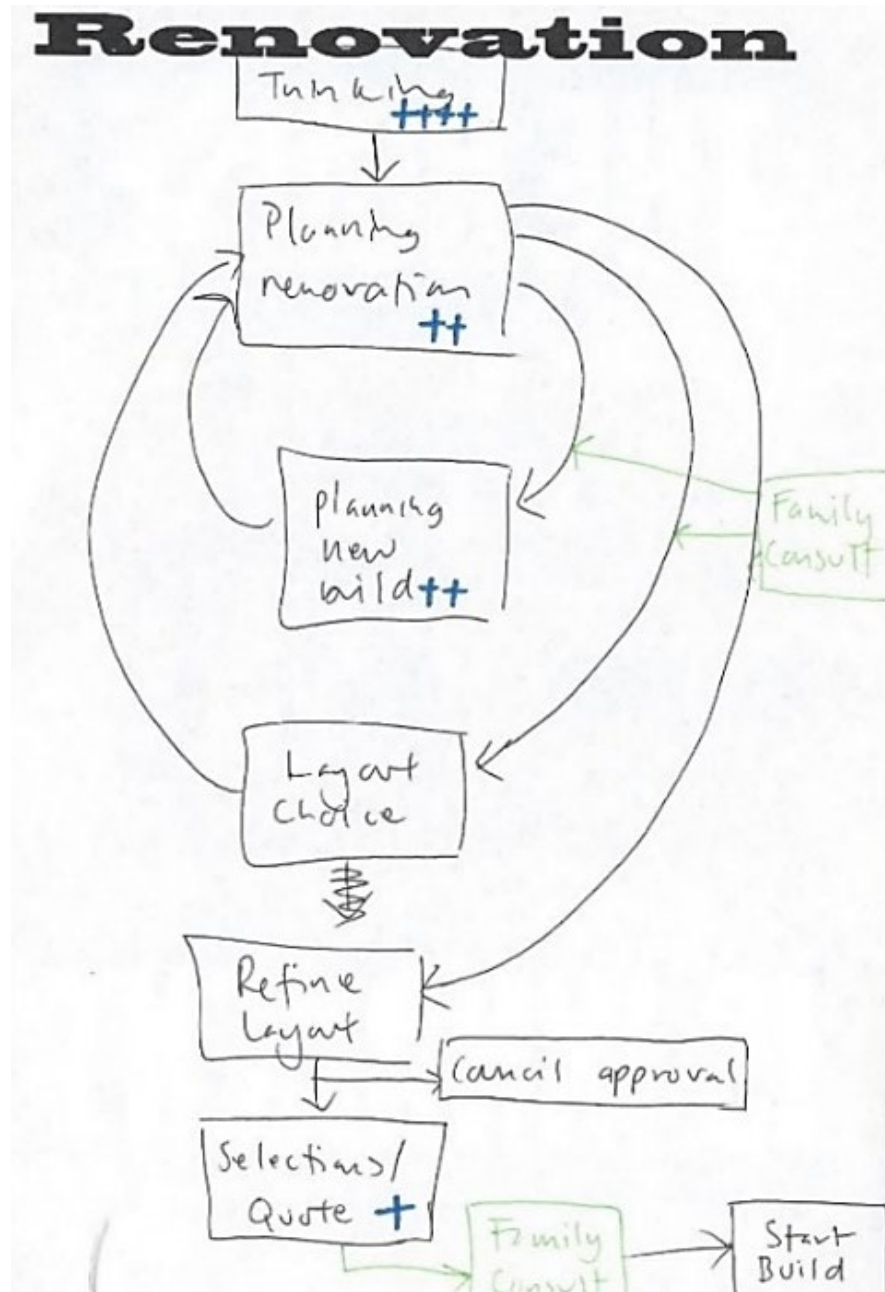 Renovation
Thinking
++++
Planning
renovation
++
planning
new
build ++
Family
Consult
Layout
Choice
Refine
Layout
Council approval
Selections/
Quote +
Family
Consult
Start
Build